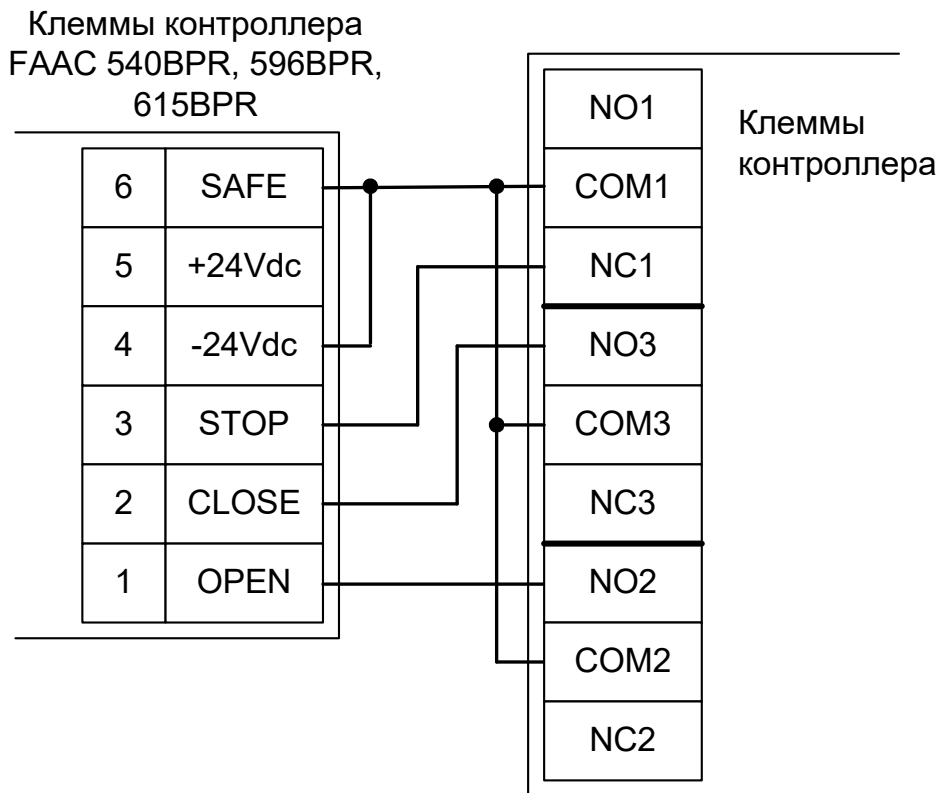 Клеммы контроллера
FAAC 540BPR, 596BPR,
615BPR
6 SAFE
5 +24Vdc
4 -24Vdc
3 STOP
2 CLOSE
1 OPEN
NO1
COM1
NC1
NO3
COM3
NC3
NO2
COM2
NC2
Клеммы
контроллера